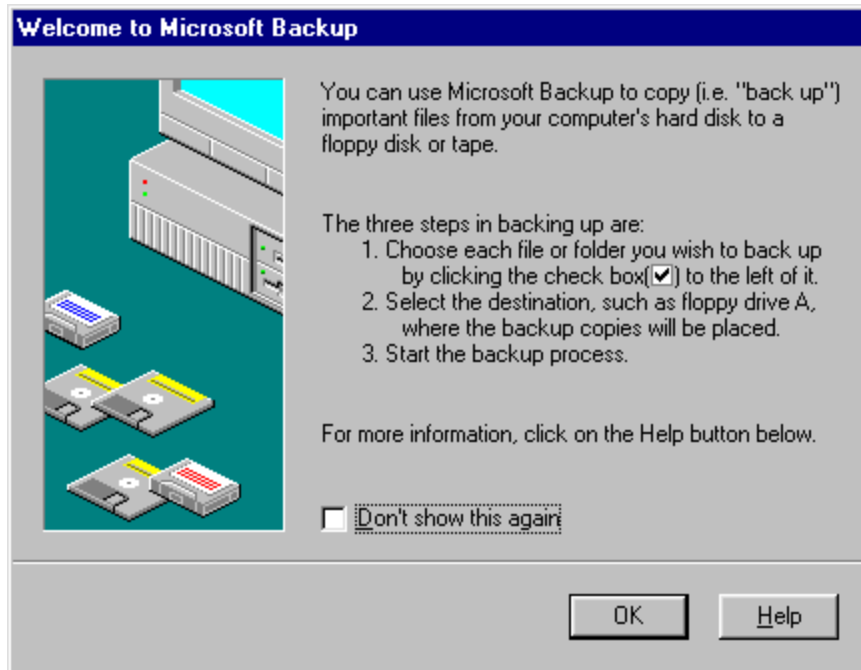 Welcome to Microsoft Backup
You can use Microsoft Backup to copy (i.e. "back up")
important files from your computer's hard disk to a
floppy disk or tape.
The three steps in backing up are:
1. Choose each file or folder you wish to back up
by clicking the check box(☑) to the left of it.
2. Select the destination, such as floppy drive A,
where the backup copies will be placed.
3. Start the backup process.
For more information, click on the Help button below.
Don't show this again
OK
Help